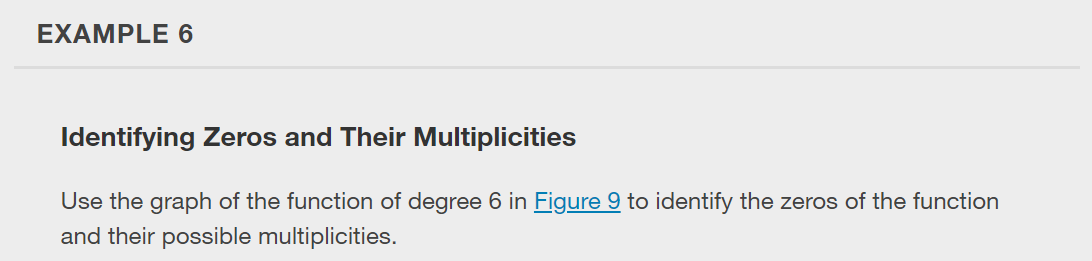 EXAMPLE 6
Identifying Zeros and Their Multiplicities
Use the graph of the function of degree 6 in Figure 9 to identify the zeros of the function
and their possible multiplicities.